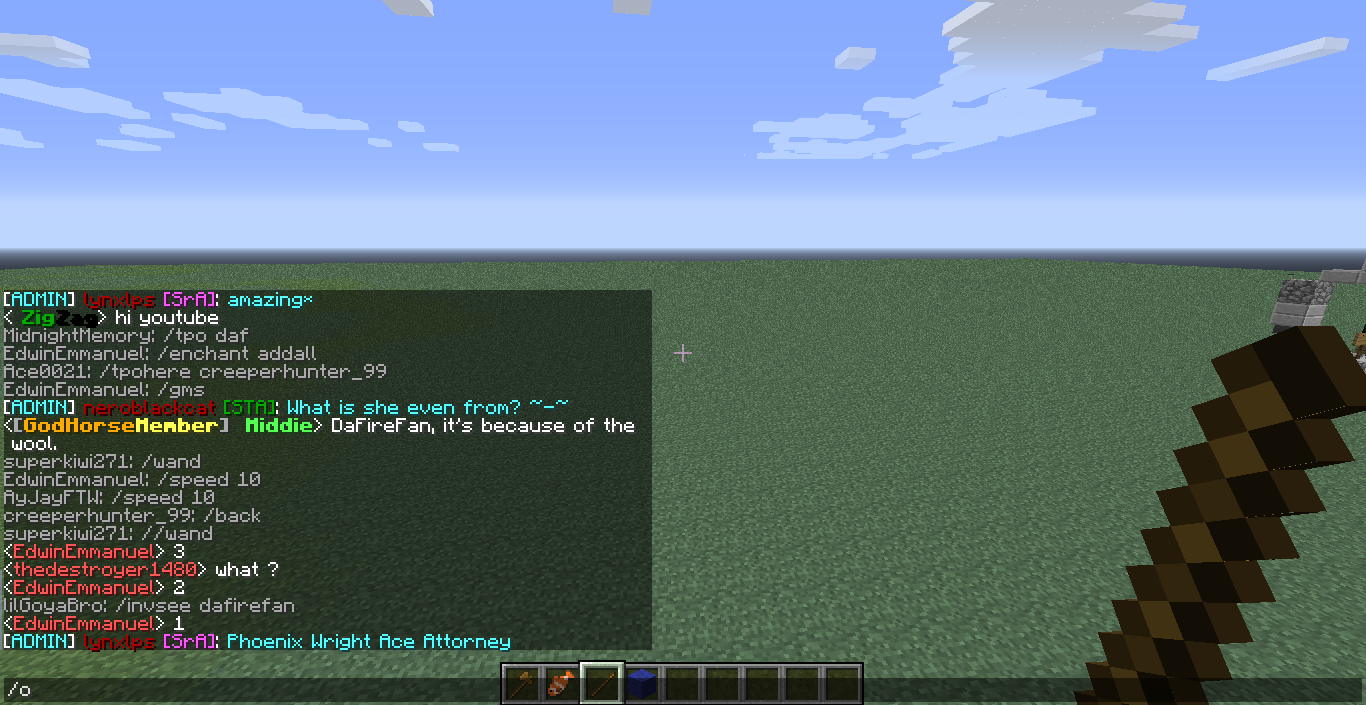 [ADMIN] lynxlps [SrA]: amazing*
< ZigZag> hi youtube
MidnightMemory: /tpo daf
EdwinEmmanuel: /enchant addall
Ace0021: /tpohere creeperhunter_99
EdwinEmmanuel: /gms
[ADMIN] neroblackcat [STA]: What is she even from? ~-~
<[GodHorseMember] Middie> DaFireFan, it's because of the
wool.
superkiwi271: /wand
EdwinEmmanuel: /speed 10
AyJayFTW: /speed 10
creeperhunter_99: /back
superkiwi271: //wand
<EdwinEmmanuel> 3
<thedestroyer1480> what ?
<EdwinEmmanuel> 2
lilGoyaBro: /invsee dafirefan
<EdwinEmmanuel> 1
[ADMIN] lynxlps [SrA]: Phoenix Wright Ace Attorney
/o